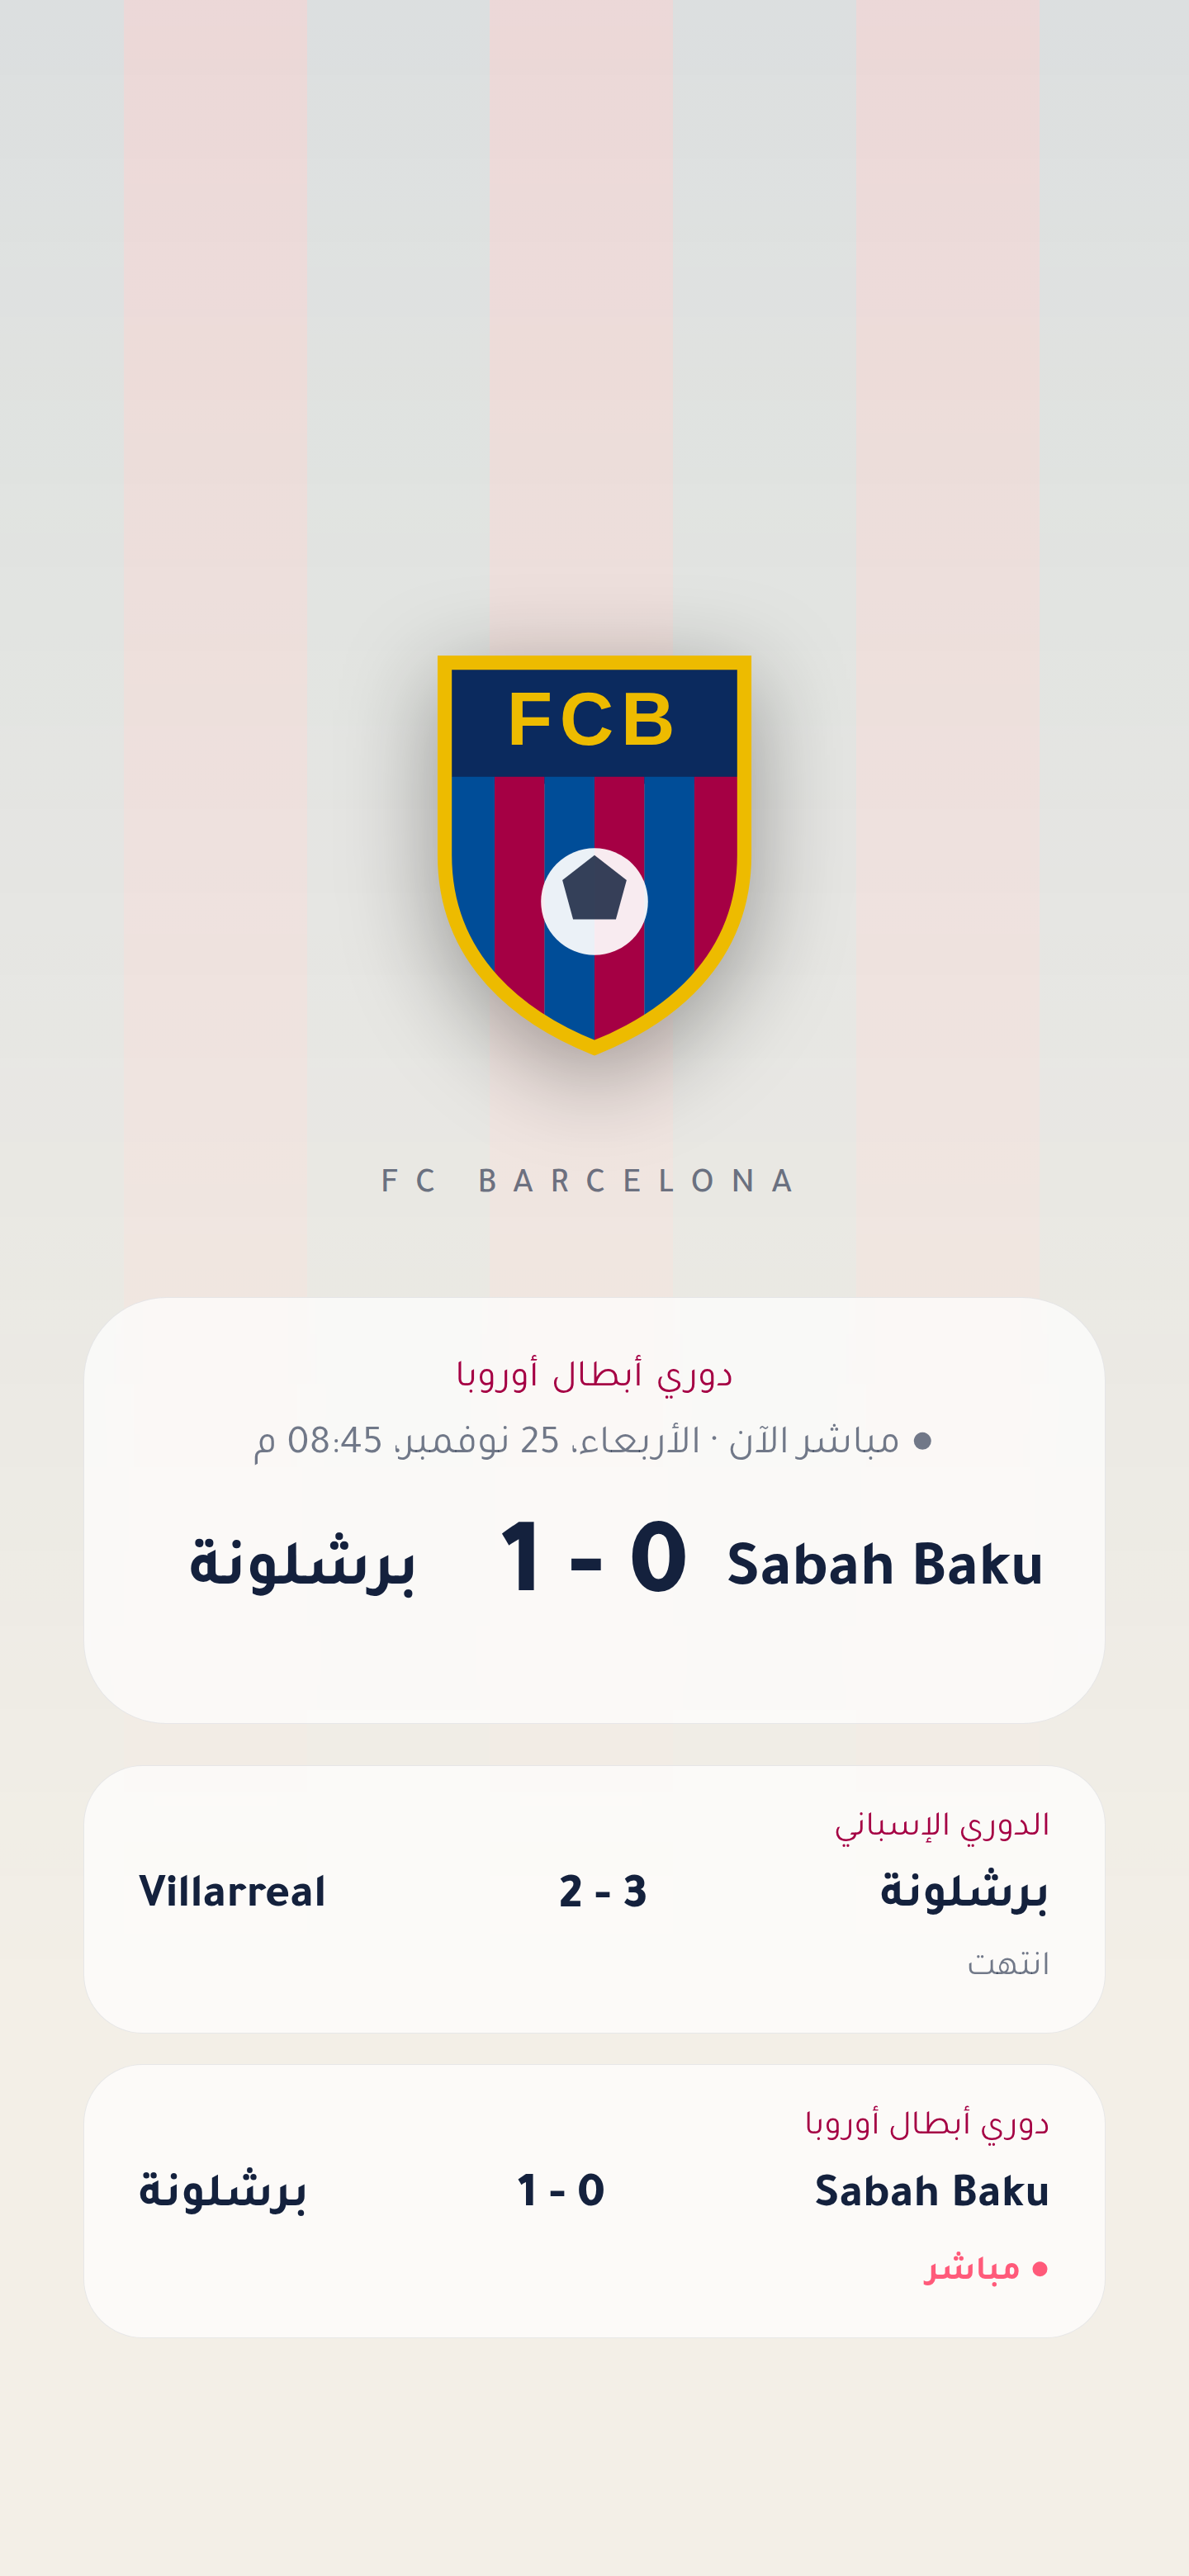 FCB
FC BARCELONA
دوري أبطال أوروبا
● مباشر الآن · الأربعاء، 25 نوفمبر، 08:45 م
Sabah Baku 1 - 0 برشلونة
الدوري الإسباني
برشلونة 2 - 3 Villarreal
انتهت
دوري أبطال أوروبا
Sabah Baku 1 - 0 برشلونة
● مباشر